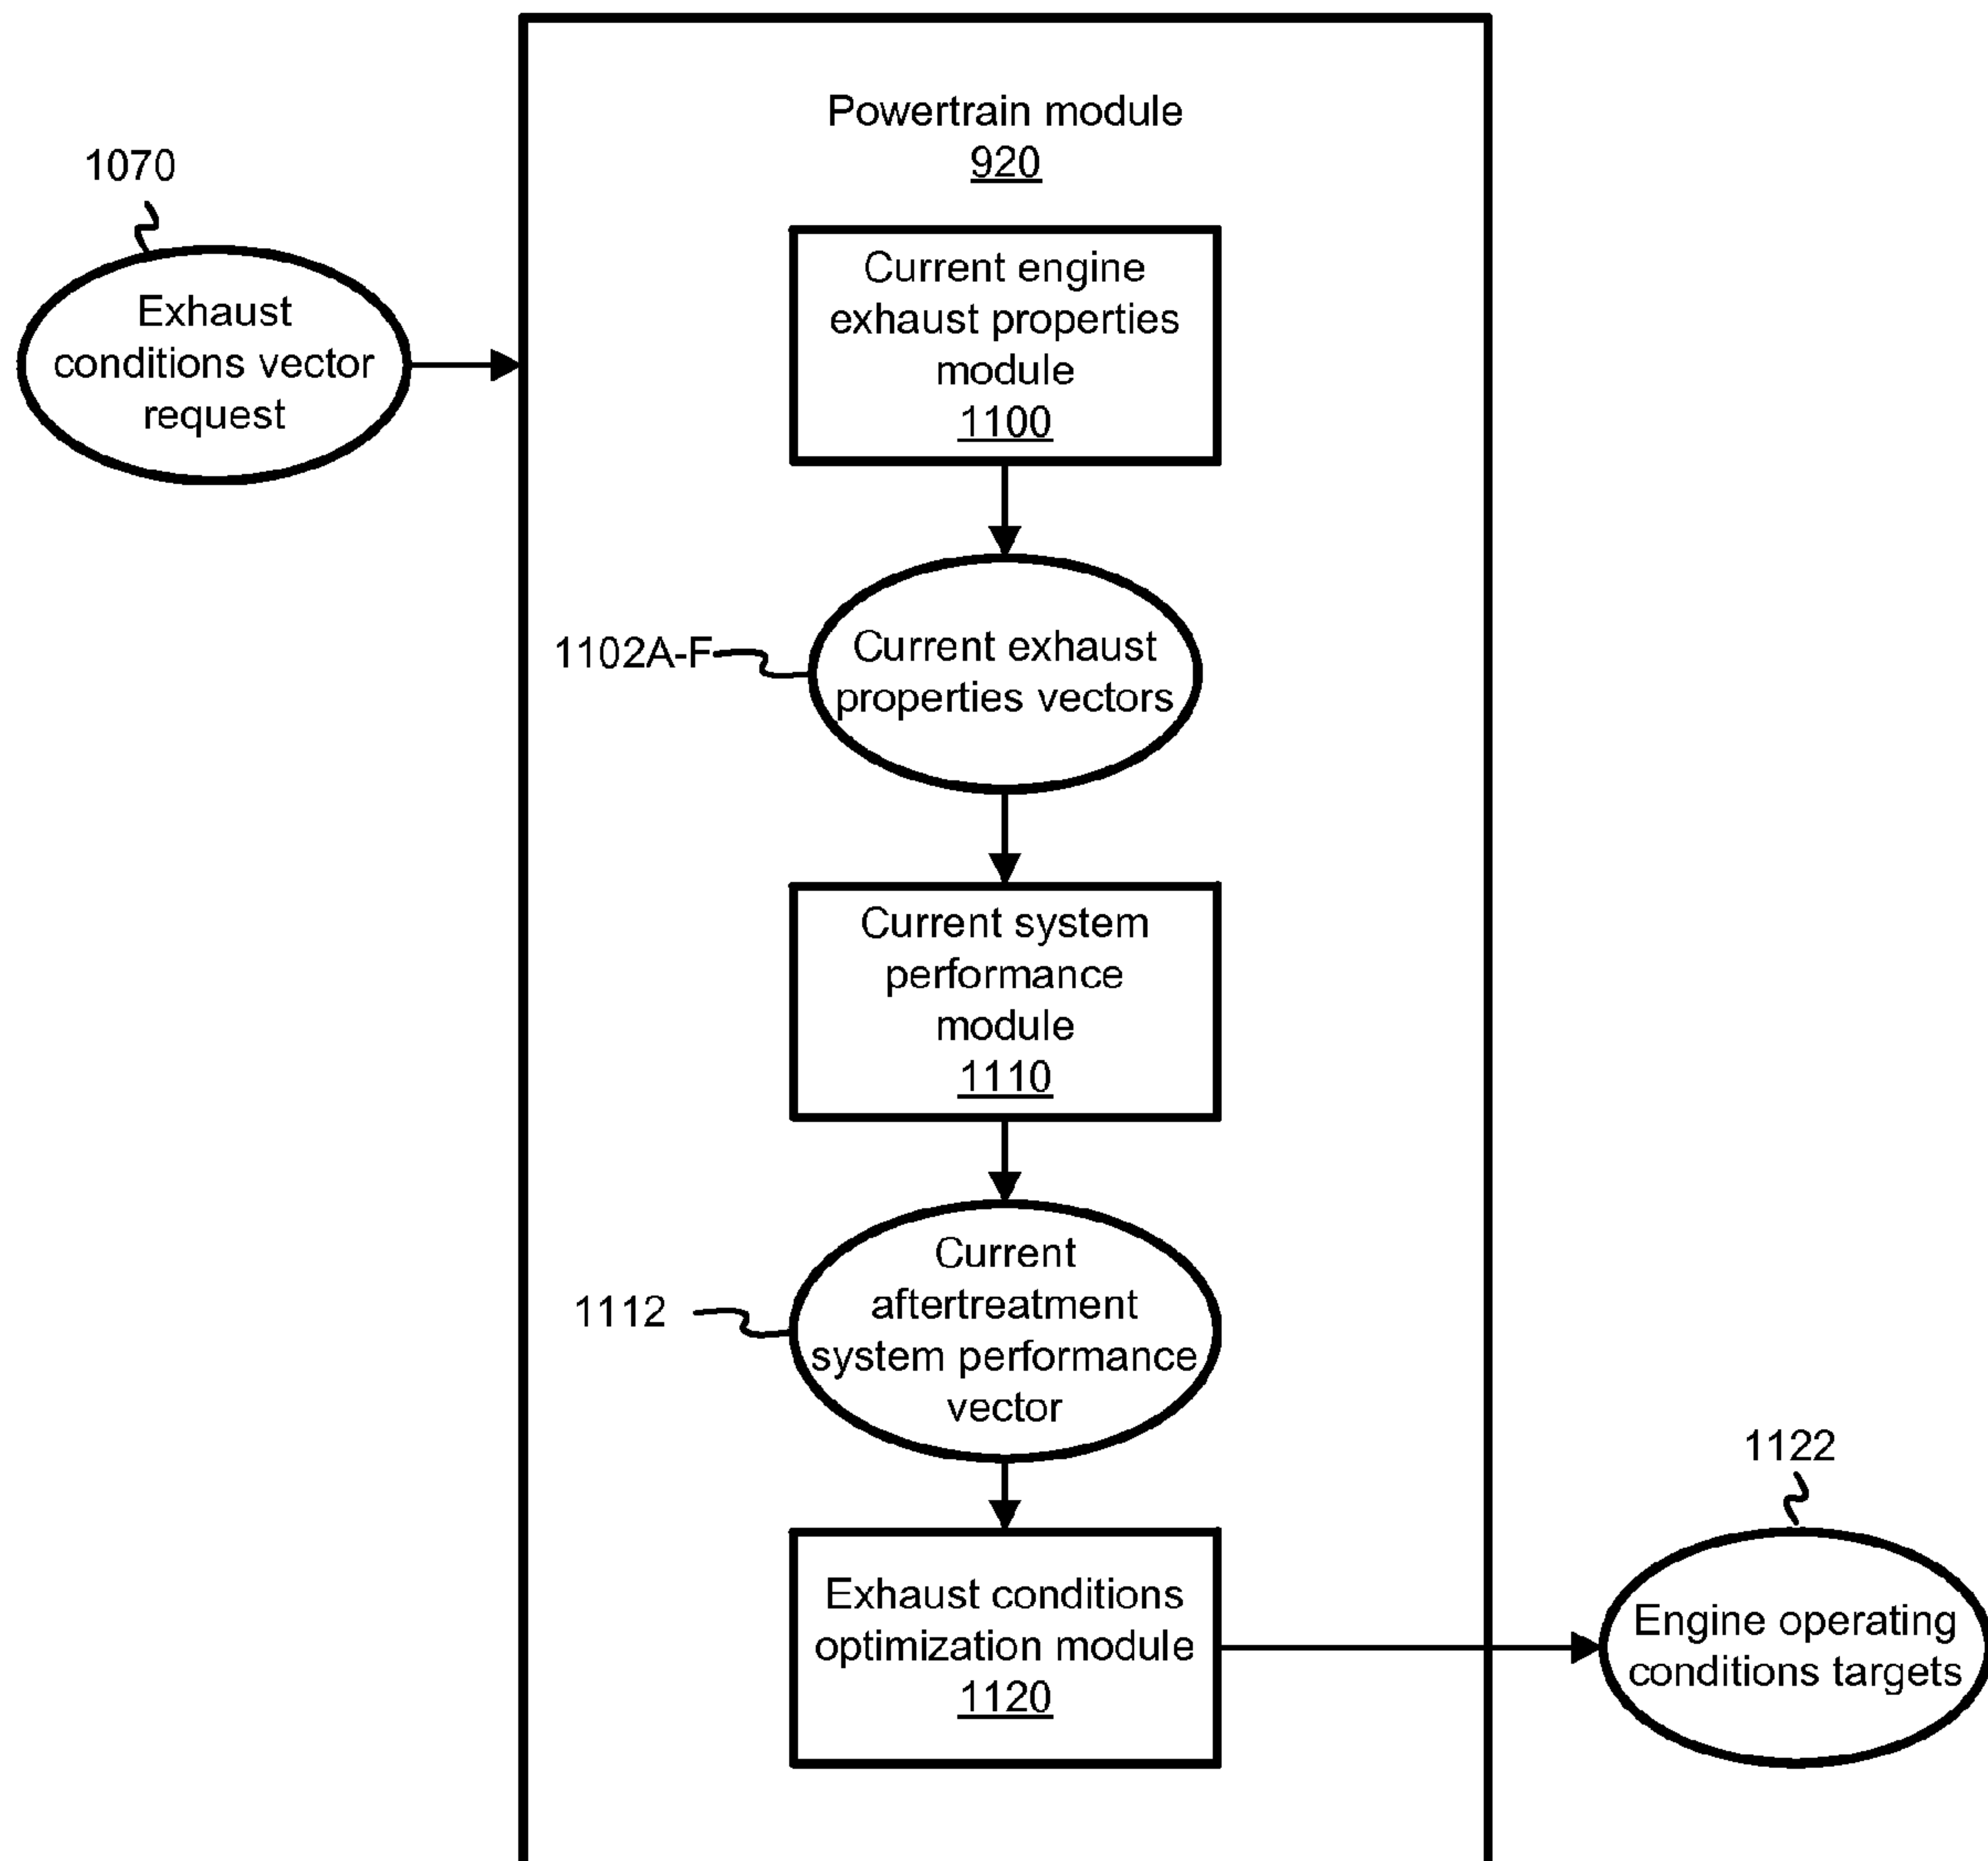 Powertrain module
920
1070
Exhaust
conditions vector
request
Current engine
exhaust properties
module
1100
1102A-F
Current exhaust
properties vectors
Current system
performance
module
1110
1112
Current
aftertreatment
system performance
vector
Exhaust conditions
optimization module
1120
1122
Engine operating
conditions targets